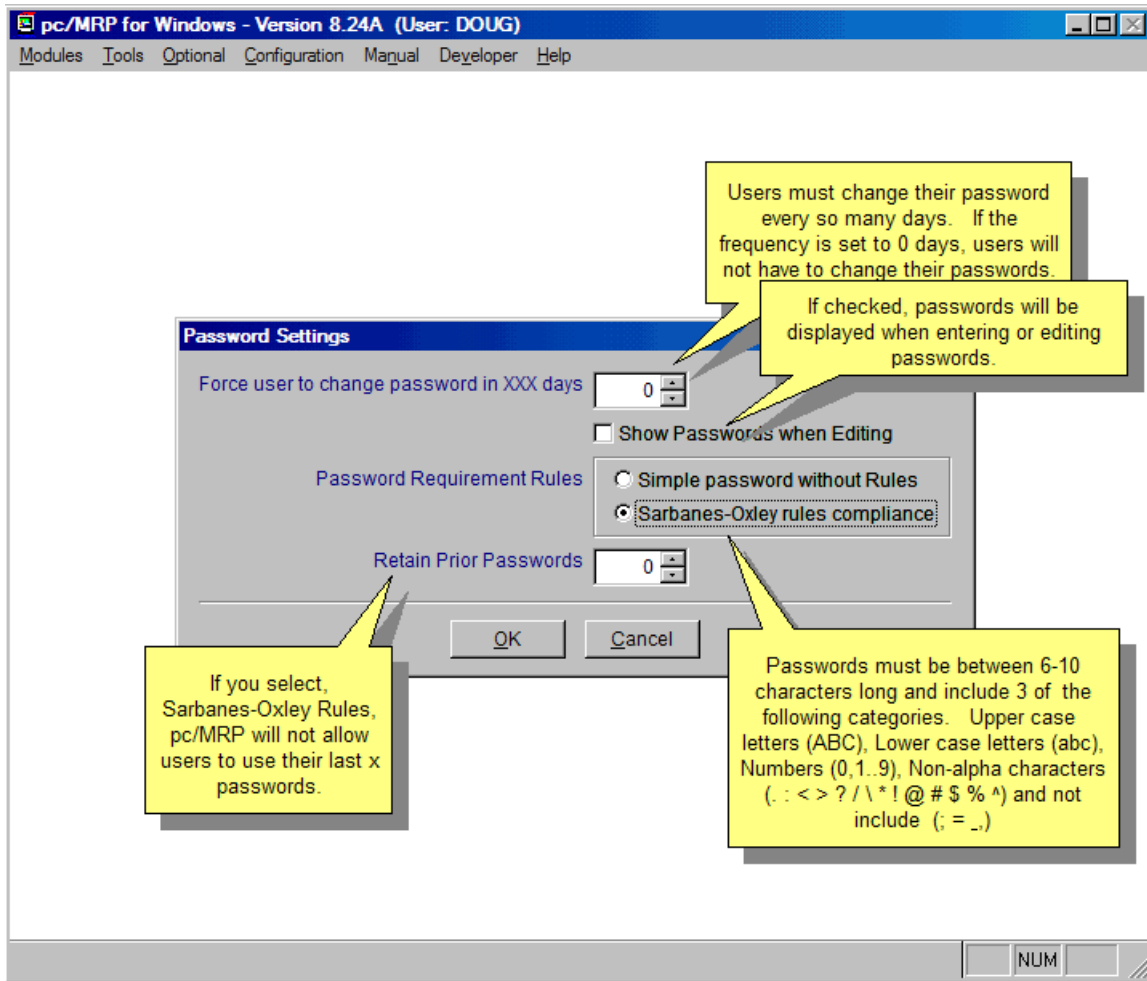 pc/MRP for Windows - Version 8.24A (User: DOUG)
Modules Tools Optional Configuration Manual Developer Help
Users must change their password
every so many days. If the
frequency is set to 0 days, users will
not have to change their passwords.
If checked, passwords will be
displayed when entering or editing
passwords.
Password Settings
Force user to change password in XXX days 0
Show Passwords when Editing
Password Requirement Rules
Simple password without Rules
Sarbanes-Oxley rules compliance
Retain Prior Passwords 0
OK Cancel
If you select,
Sarbanes-Oxley Rules,
pc/MRP will not allow
users to use their last x
passwords.
Passwords must be between 6-10
characters long and include 3 of the
following categories. Upper case
letters (ABC), Lower case letters (abc),
Numbers (0,1..9), Non-alpha characters
(. : < > ? / \ * ! @ # $ % ^) and not
include (; = _,)
NUM